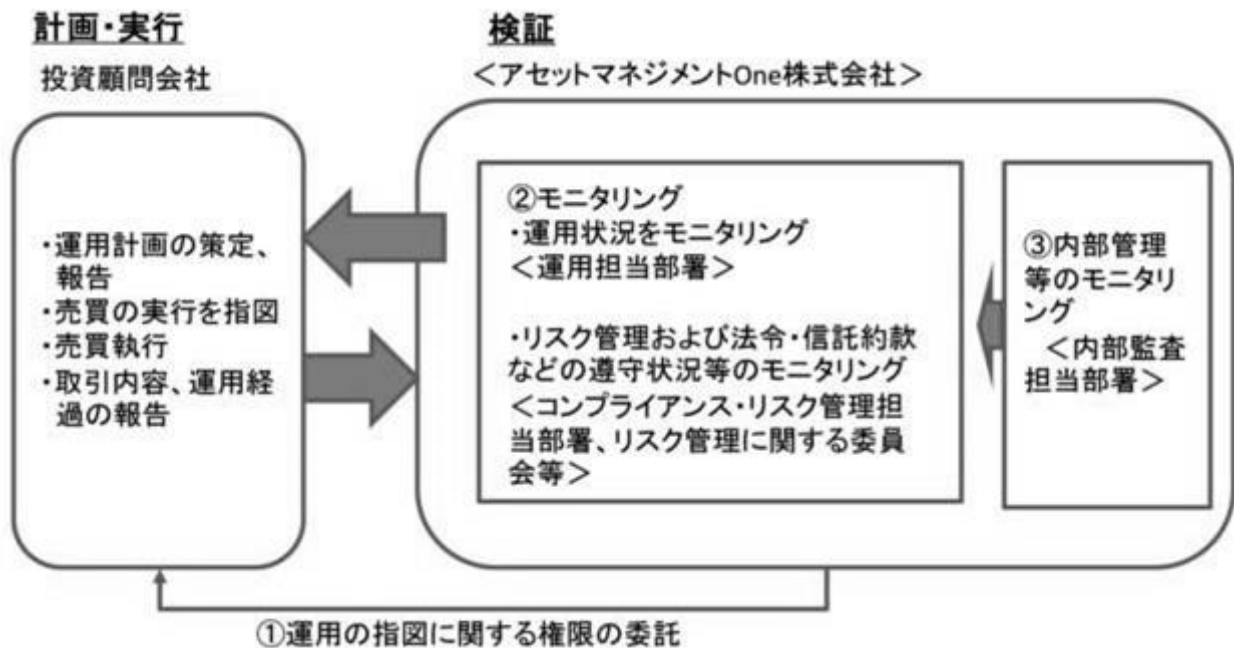 計画・実行
投資顧問会社
・運用計画の策定、
報告
・売買の実行を指図
・売買執行
・取引内容、運用経
過の報告
検証
＜アセットマネジメントOne株式会社＞
②モニタリング
・運用状況をモニタリング
＜運用担当部署＞
・リスク管理および法令・信託約款
などの遵守状況等のモニタリング
＜コンプライアンス・リスク管理担
当部署、リスク管理に関する委員
会等＞
③内部管理
等のモニタリ
ング
＜内部監査
担当部署＞
①運用の指図に関する権限の委託